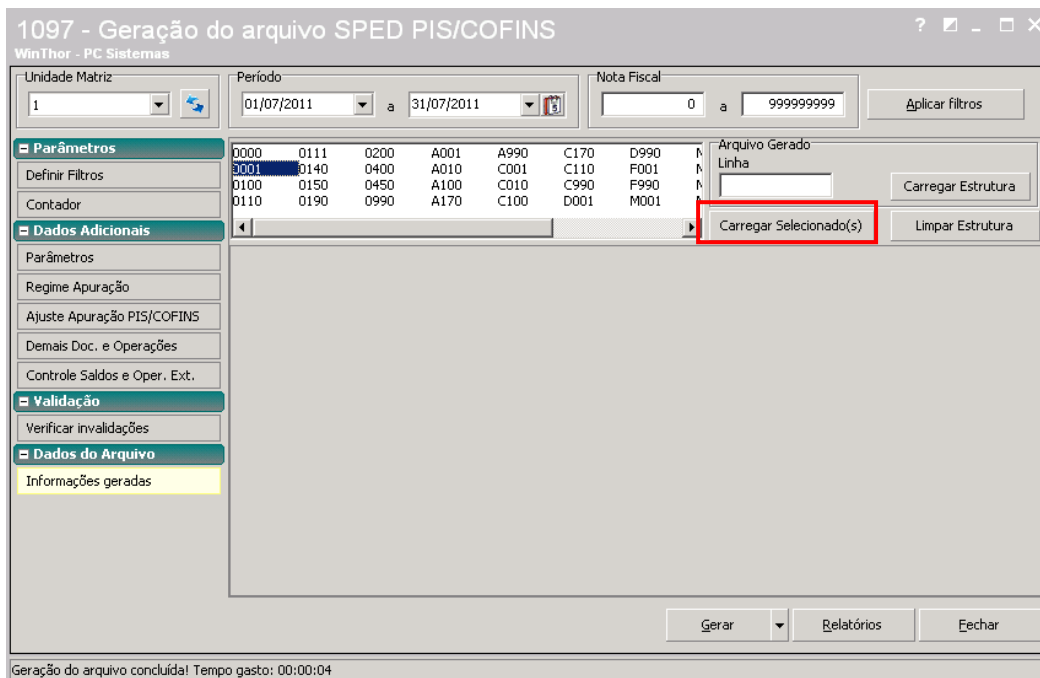 1097 - Geração do arquivo SPED PIS/COFINS
WinThor - PC Sistemas
Unidade Matriz
1
Período
01/07/2011 a 31/07/2011
Nota Fiscal
0 a 999999999
Aplicar filtros
Parâmetros
Definir Filtros
Contador
Dados Adicionais
Parâmetros
Regime Apuração
Ajuste Apuração PIS/COFINS
Demais Doc. e Operações
Controle Saldos e Oper. Ext.
Validação
Verificar invalidações
Dados do Arquivo
Informações geradas
0000 0111 0200 A001 A990 C170 D990
0001 0140 0400 A010 C001 C110 F001
0100 0150 0450 A100 C010 C990 F990
0110 0190 0990 A170 C100 D001 M001
Arquivo Gerado
Linha
Carregar Estrutura
Carregar Selecionado(s)
Limpar Estrutura
Gerar
Relatórios
Fechar
Geração do arquivo concluída! Tempo gasto: 00:00:04